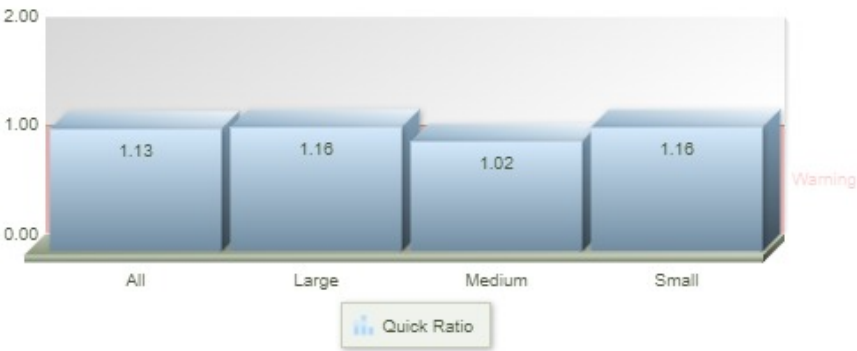 2.00
1.00
0.00
1.13
1.16
1.02
1.16
Warning
All
Large
Medium
Small
Quick Ratio